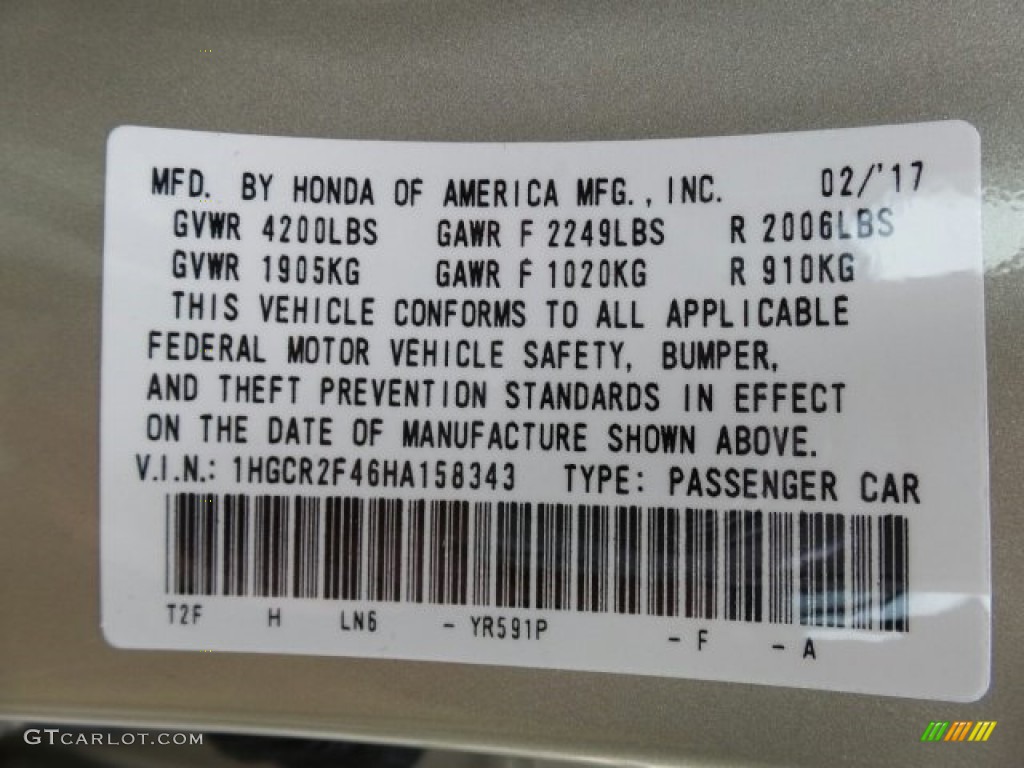 MFD. BY HONDA OF AMERICA MFG., INC. 02/'17
GVWR 4200LBS GAWR F 2249LBS R 2006LBS
GVWR 1905KG GAWR F 1020KG R 910KG
THIS VEHICLE CONFORMS TO ALL APPLICABLE
FEDERAL MOTOR VEHICLE SAFETY, BUMPER,
AND THEFT PREVENTION STANDARDS IN EFFECT
ON THE DATE OF MANUFACTURE SHOWN ABOVE.
V.I.N.: 1HGCR2F46HA158343 TYPE: PASSENGER CAR
T2F H LN6 - YR591P - F - A
GTCARLOT.COM